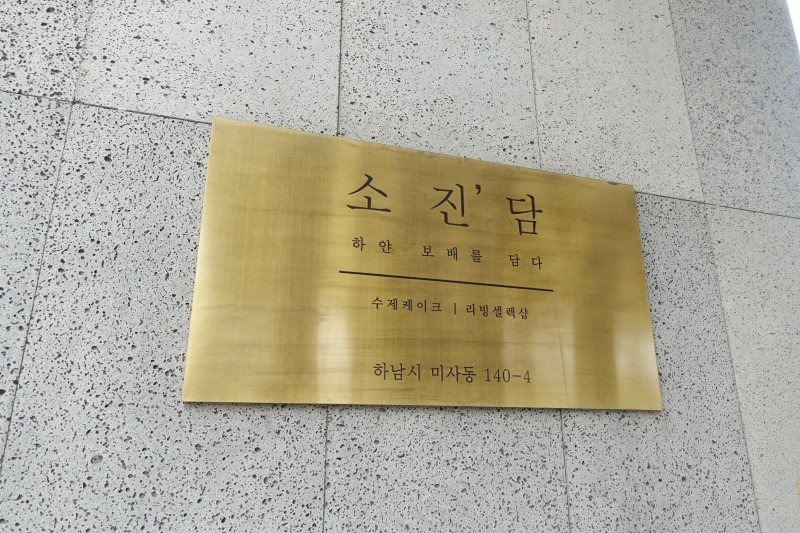 소 진' 담
하얀 보배를 담다
수제케이크 | 리빙셀렉샵
하남시 미사동 140-4